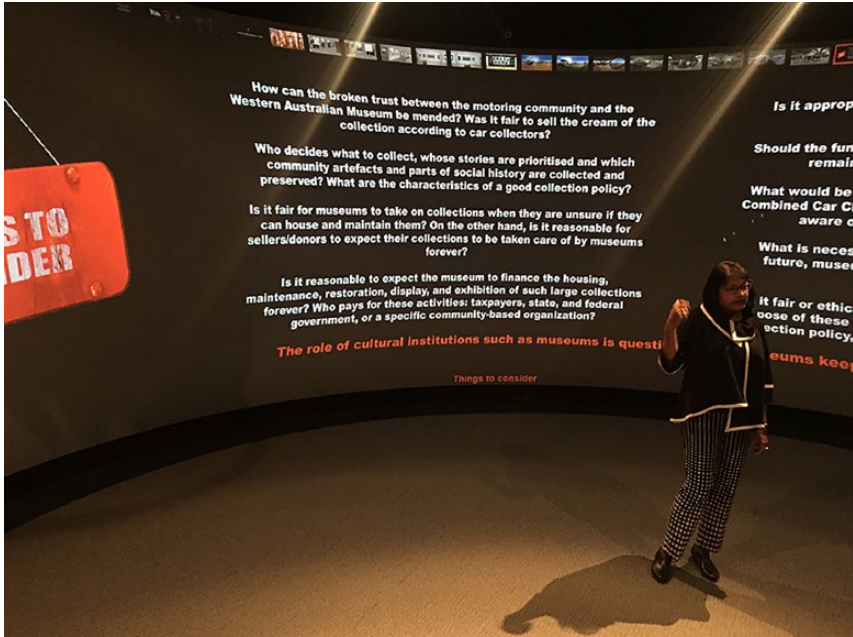 S TO
DER
How can the broken trust between the motoring community and the
Western Australian Museum be mended? Was it fair to sell the cream of the
collection according to car collectors?
Who decides what to collect, whose stories are prioritised and which
community artefacts and parts of social history are collected and
preserved? What are the characteristics of a good collection policy?
Is it fair for museums to take on collections when they are unsure if they
can house and maintain them? On the other hand, is it reasonable for
sellers/donors to expect their collections to be taken care of by museums
forever?
Is it reasonable to expect the museum to finance the housing,
maintenance, restoration, display, and exhibition of such large collections
forever? Who pays for these activities: taxpayers, state, and federal
government, or a specific community-based organization?
The role of cultural institutions such as museums is questi
Things to consider
Is it approp
Should the fun
remain
What would be
Combined Car Cl
aware o
What is neces
future, muse
it fair or ethic
pose of these
ection policy,
eums keep